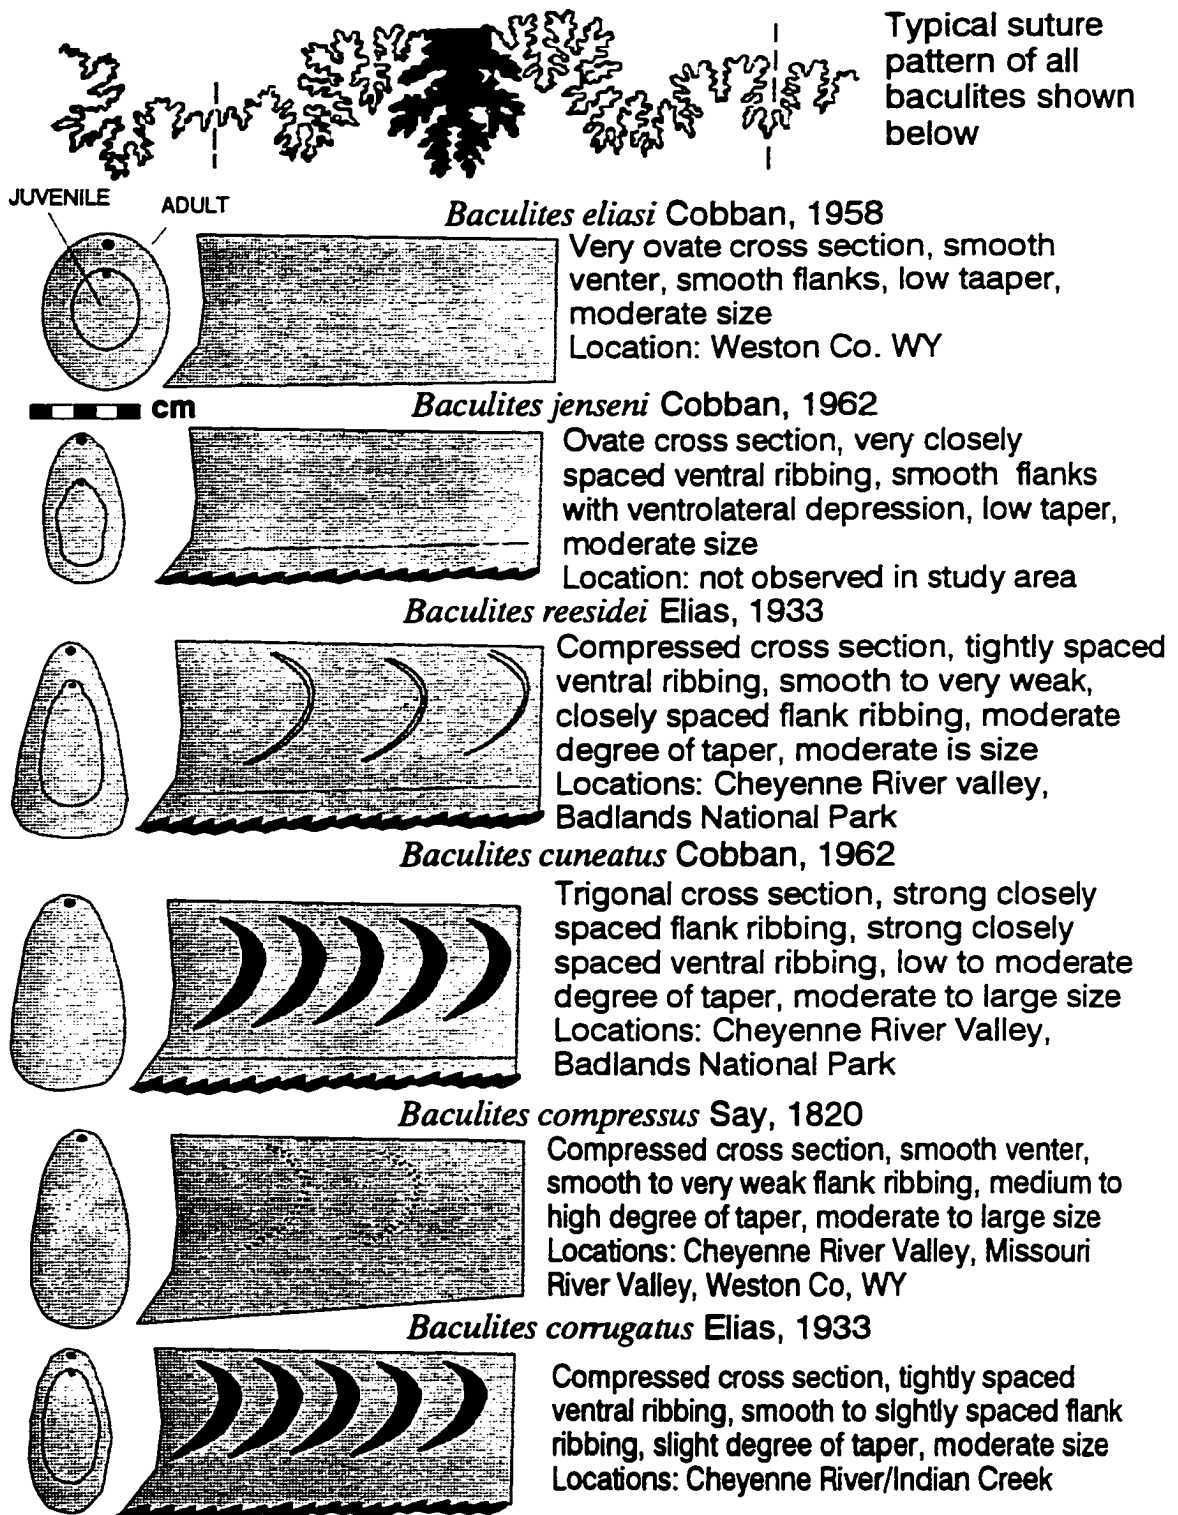 Typical suture
pattern of all
baculites shown
below
JUVENILE
ADULT
Baculites eliasi Cobban, 1958
Very ovate cross section, smooth
venter, smooth flanks, low taaper,
moderate size
Location: Weston Co. WY
cm
Baculites jenseni Cobban, 1962
Ovate cross section, very closely
spaced ventral ribbing, smooth flanks
with ventrolateral depression, low taper,
moderate size
Location: not observed in study area
Baculites reesidei Elias, 1933
Compressed cross section, tightly spaced
ventral ribbing, smooth to very weak,
closely spaced flank ribbing, moderate
degree of taper, moderate is size
Locations: Cheyenne River valley,
Badlands National Park
Baculites cuneatus Cobban, 1962
Trigonal cross section, strong closely
spaced flank ribbing, strong closely
spaced ventral ribbing, low to moderate
degree of taper, moderate to large size
Locations: Cheyenne River Valley,
Badlands National Park
Baculites compressus Say, 1820
Compressed cross section, smooth venter,
smooth to very weak flank ribbing, medium to
high degree of taper, moderate to large size
Locations: Cheyenne River Valley, Missouri
River Valley, Weston Co, WY
Baculites corrugatus Elias, 1933
Compressed cross section, tightly spaced
ventral ribbing, smooth to slghtly spaced flank
ribbing, slight degree of taper, moderate size
Locations: Cheyenne River/Indian Creek